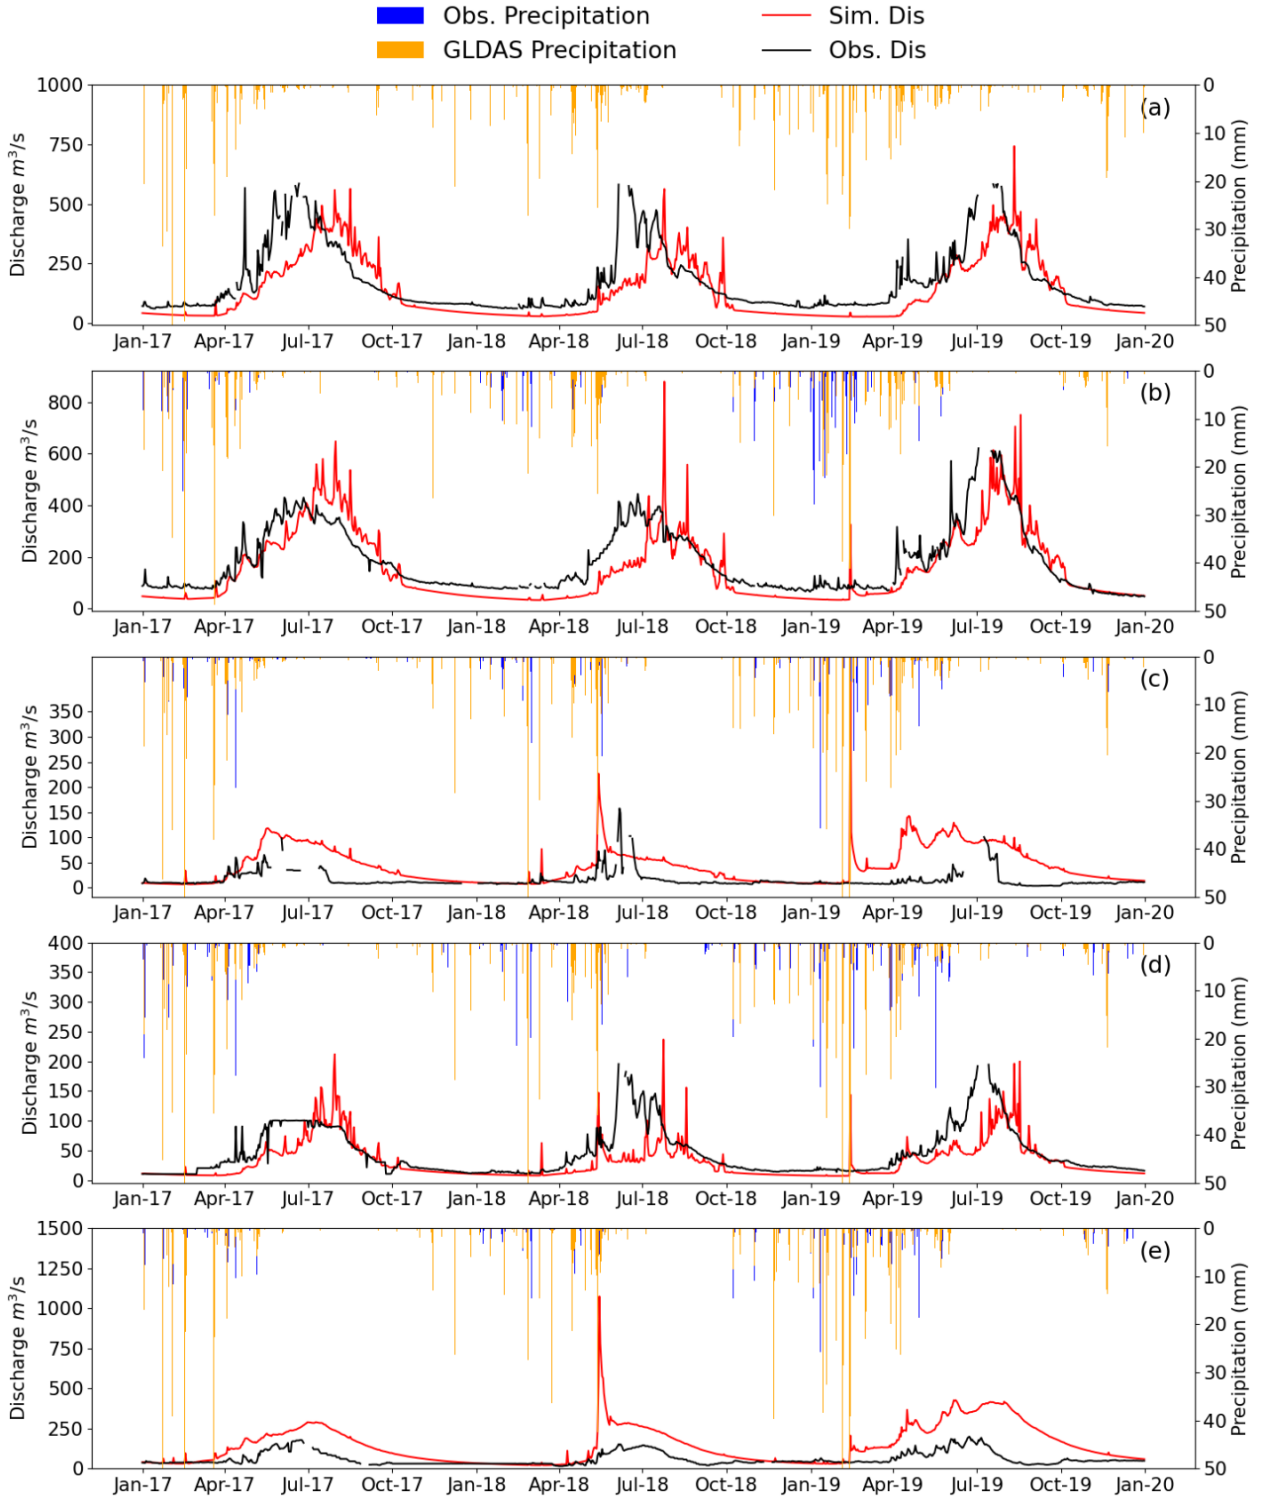 Obs. Precipitation
GLDAS Precipitation
Sim. Dis
Obs. Dis
(a)
Discharge m³/s
1000
750
500
250
0
Precipitation (mm)
0
10
20
30
40
50
Jan-17 Apr-17 Jul-17 Oct-17 Jan-18 Apr-18 Jul-18 Oct-18 Jan-19 Apr-19 Jul-19 Oct-19 Jan-20
(b)
Discharge m³/s
800
600
400
200
0
Precipitation (mm)
0
10
20
30
40
50
Jan-17 Apr-17 Jul-17 Oct-17 Jan-18 Apr-18 Jul-18 Oct-18 Jan-19 Apr-19 Jul-19 Oct-19 Jan-20
(c)
Discharge m³/s
350
300
250
200
150
100
50
0
Precipitation (mm)
0
10
20
30
40
50
Jan-17 Apr-17 Jul-17 Oct-17 Jan-18 Apr-18 Jul-18 Oct-18 Jan-19 Apr-19 Jul-19 Oct-19 Jan-20
(d)
Discharge m³/s
400
350
300
250
200
150
100
50
0
Precipitation (mm)
0
10
20
30
40
50
Jan-17 Apr-17 Jul-17 Oct-17 Jan-18 Apr-18 Jul-18 Oct-18 Jan-19 Apr-19 Jul-19 Oct-19 Jan-20
(e)
Discharge m³/s
1500
1250
1000
750
500
250
0
Precipitation (mm)
0
10
20
30
40
50
Jan-17 Apr-17 Jul-17 Oct-17 Jan-18 Apr-18 Jul-18 Oct-18 Jan-19 Apr-19 Jul-19 Oct-19 Jan-20